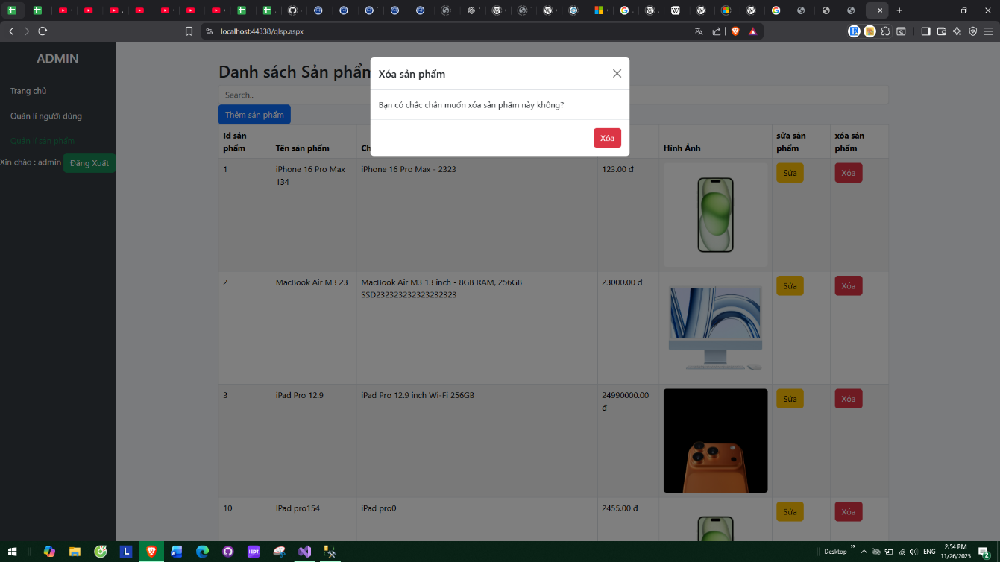 localhost:44338/qlsp.aspx
ADMIN
Trang chủ
Quản lí người dùng
Quản lí sản phẩm
Xin chào : admin
Đăng Xuất
Danh sách Sản phẩm
Search..
Thêm sản phẩm
Xóa sản phẩm
Bạn có chắc chắn muốn xóa sản phẩm này không?
Xóa
Id sản phẩm
Tên sản phẩm
Hình Ảnh
sửa sản phẩm
xóa sản phẩm
1
iPhone 16 Pro Max
134
iPhone 16 Pro Max - 2323
123.00 đ
Sửa
Xóa
2
MacBook Air M3 23
MacBook Air M3 13 inch - 8GB RAM, 256GB
SSD232323232323232323
23000.00 đ
Sửa
Xóa
3
iPad Pro 12.9
iPad Pro 12.9 inch Wi-Fi 256GB
24990000.00
đ
Sửa
Xóa
10
IPad pro154
iPad pro0
2455.00 đ
Sửa
Xóa
Desktop
ENG
2:54 PM
11/26/2025
2